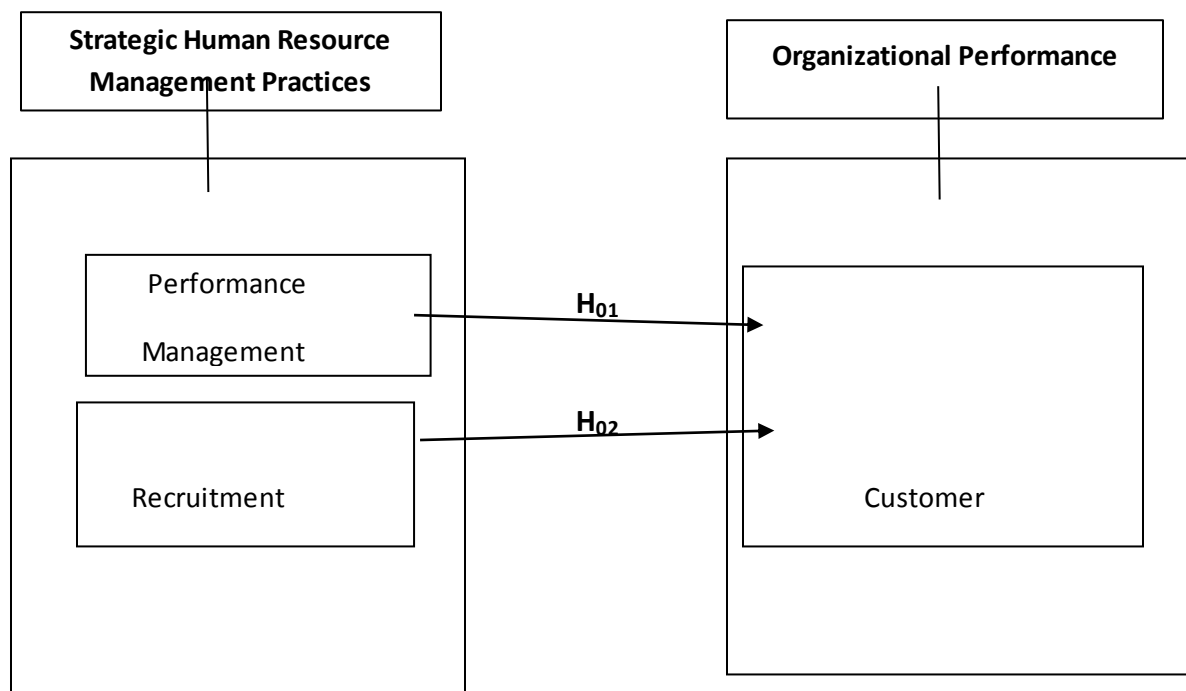 Strategic Human Resource
Management Practices
Organizational Performance
Performance
Management
H₀₁
H₀₂
Recruitment
Customer